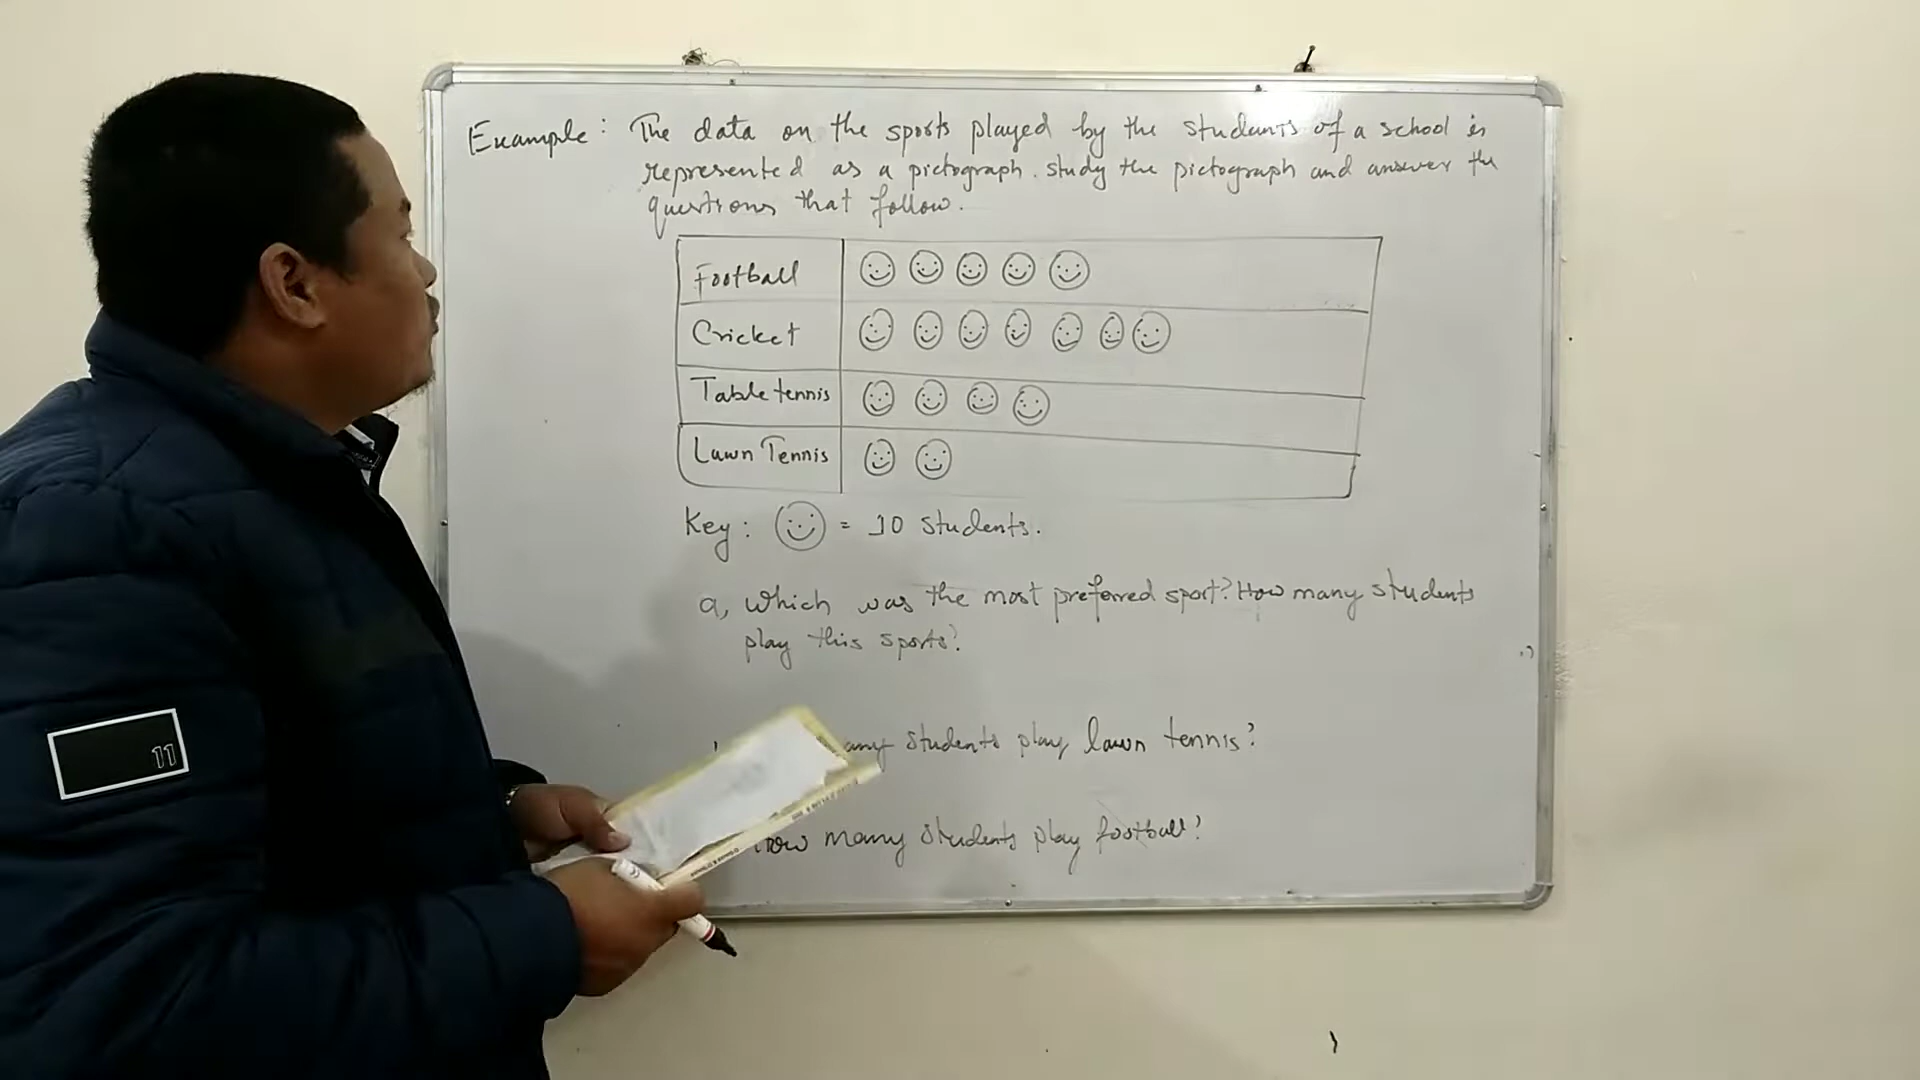 Example: The data on the sports played by the students of a school is
represented as a pictograph. Study the pictograph and answer the
questions that follow.
Football
Cricket
Table tennis
Lawn Tennis
Key: = 10 students.
a, Which was the most preferred sport? How many students
play this sports?
any students play lawn tennis?
How many students play football?
11